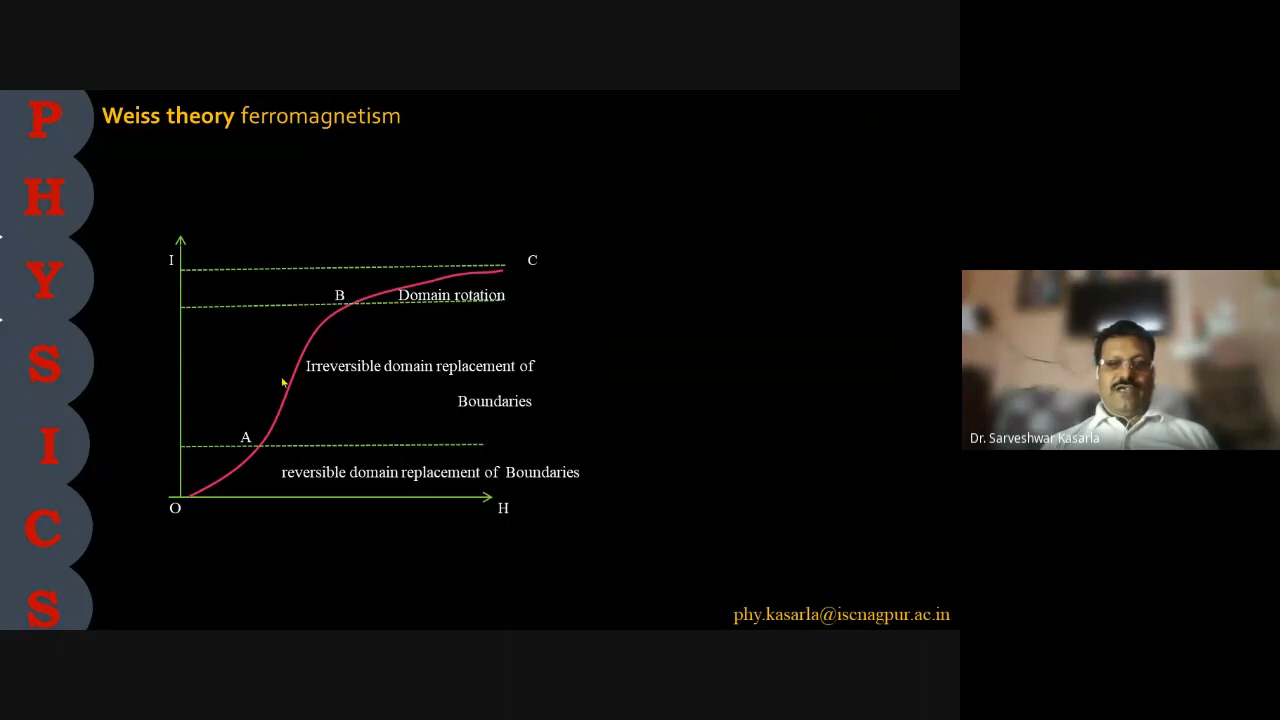 P
H
Y
S
I
C
S
Weiss theory ferromagnetism
I
C
B
Domain rotation
Irreversible domain replacement of
Boundaries
A
reversible domain replacement of Boundaries
O
H
phy.kasarla@iscnagpur.ac.in
Dr. Sarveshwar Kasarla